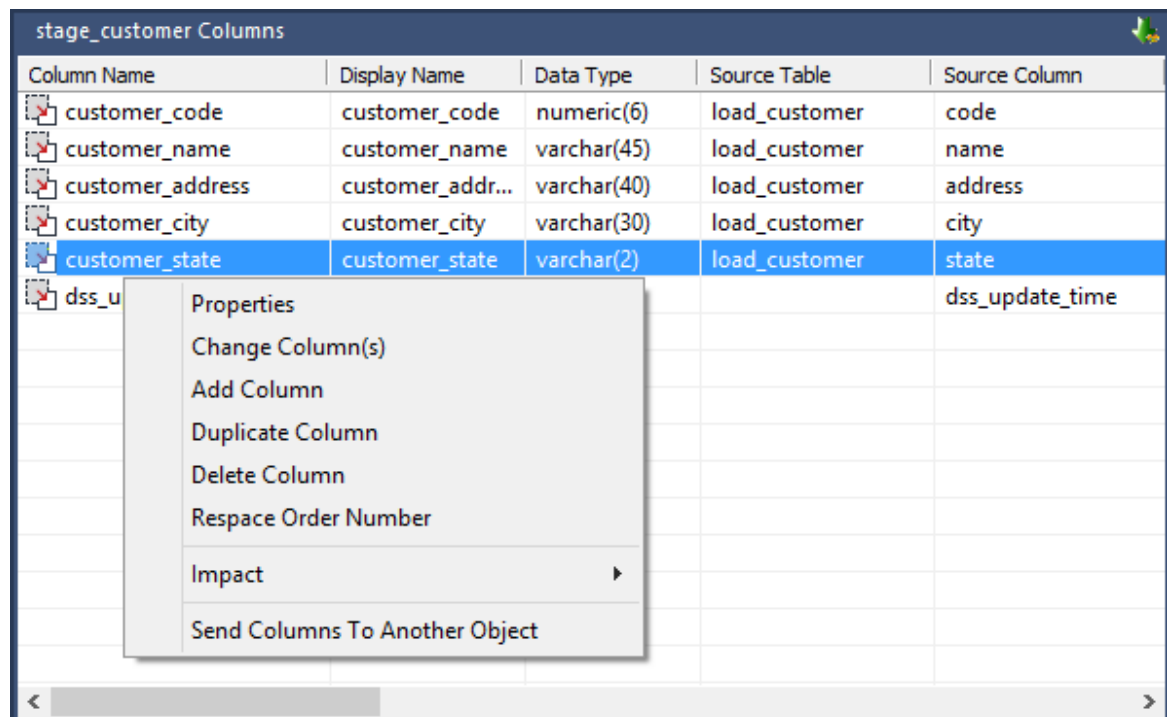 stage_customer Columns
Column Name Display Name Data Type Source Table Source Column
customer_code customer_code numeric(6) load_customer code
customer_name customer_name varchar(45) load_customer name
customer_address customer_addr... varchar(40) load_customer address
customer_city customer_city varchar(30) load_customer city
customer_state customer_state varchar(2) load_customer state
dss_u dss_update_time
Properties
Change Column(s)
Add Column
Duplicate Column
Delete Column
Respace Order Number
Impact
Send Columns To Another Object